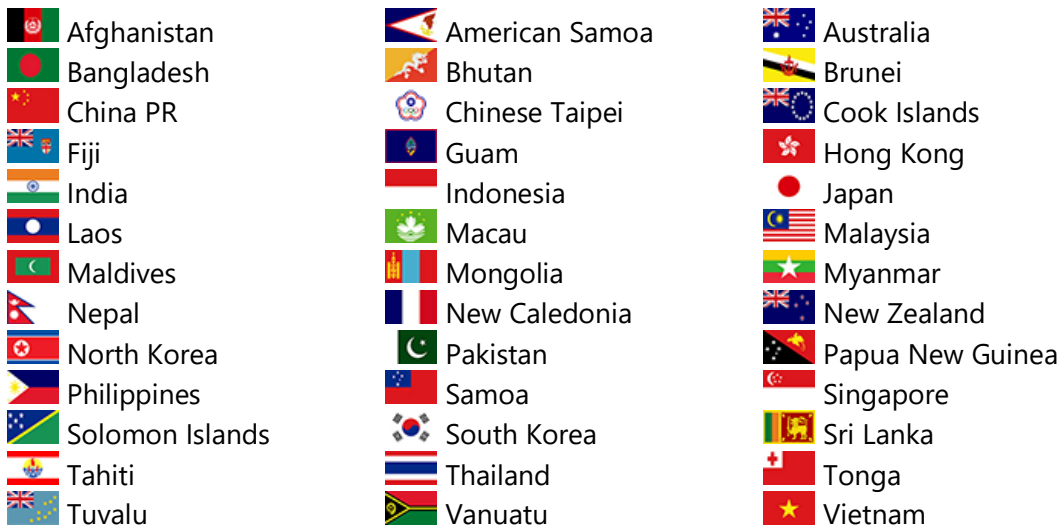 Afghanistan American Samoa Australia
Bangladesh Bhutan Brunei
China PR Chinese Taipei Cook Islands
Fiji Guam Hong Kong
India Indonesia Japan
Laos Macau Malaysia
Maldives Mongolia Myanmar
Nepal New Caledonia New Zealand
North Korea Pakistan Papua New Guinea
Philippines Samoa Singapore
Solomon Islands South Korea Sri Lanka
Tahiti Thailand Tonga
Tuvalu Vanuatu Vietnam